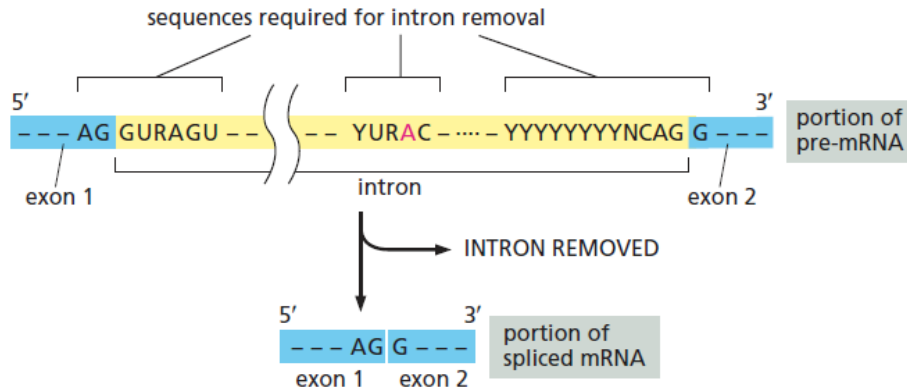 sequences required for intron removal
5′ 3′
– – – AG GURAGU – – – – YURAC – ···· – YYYYYYYYNCAG G – – –
portion of
pre-mRNA
exon 1 intron exon 2
INTRON REMOVED
5′ 3′
– – – AG G – – –
portion of
spliced mRNA
exon 1 exon 2